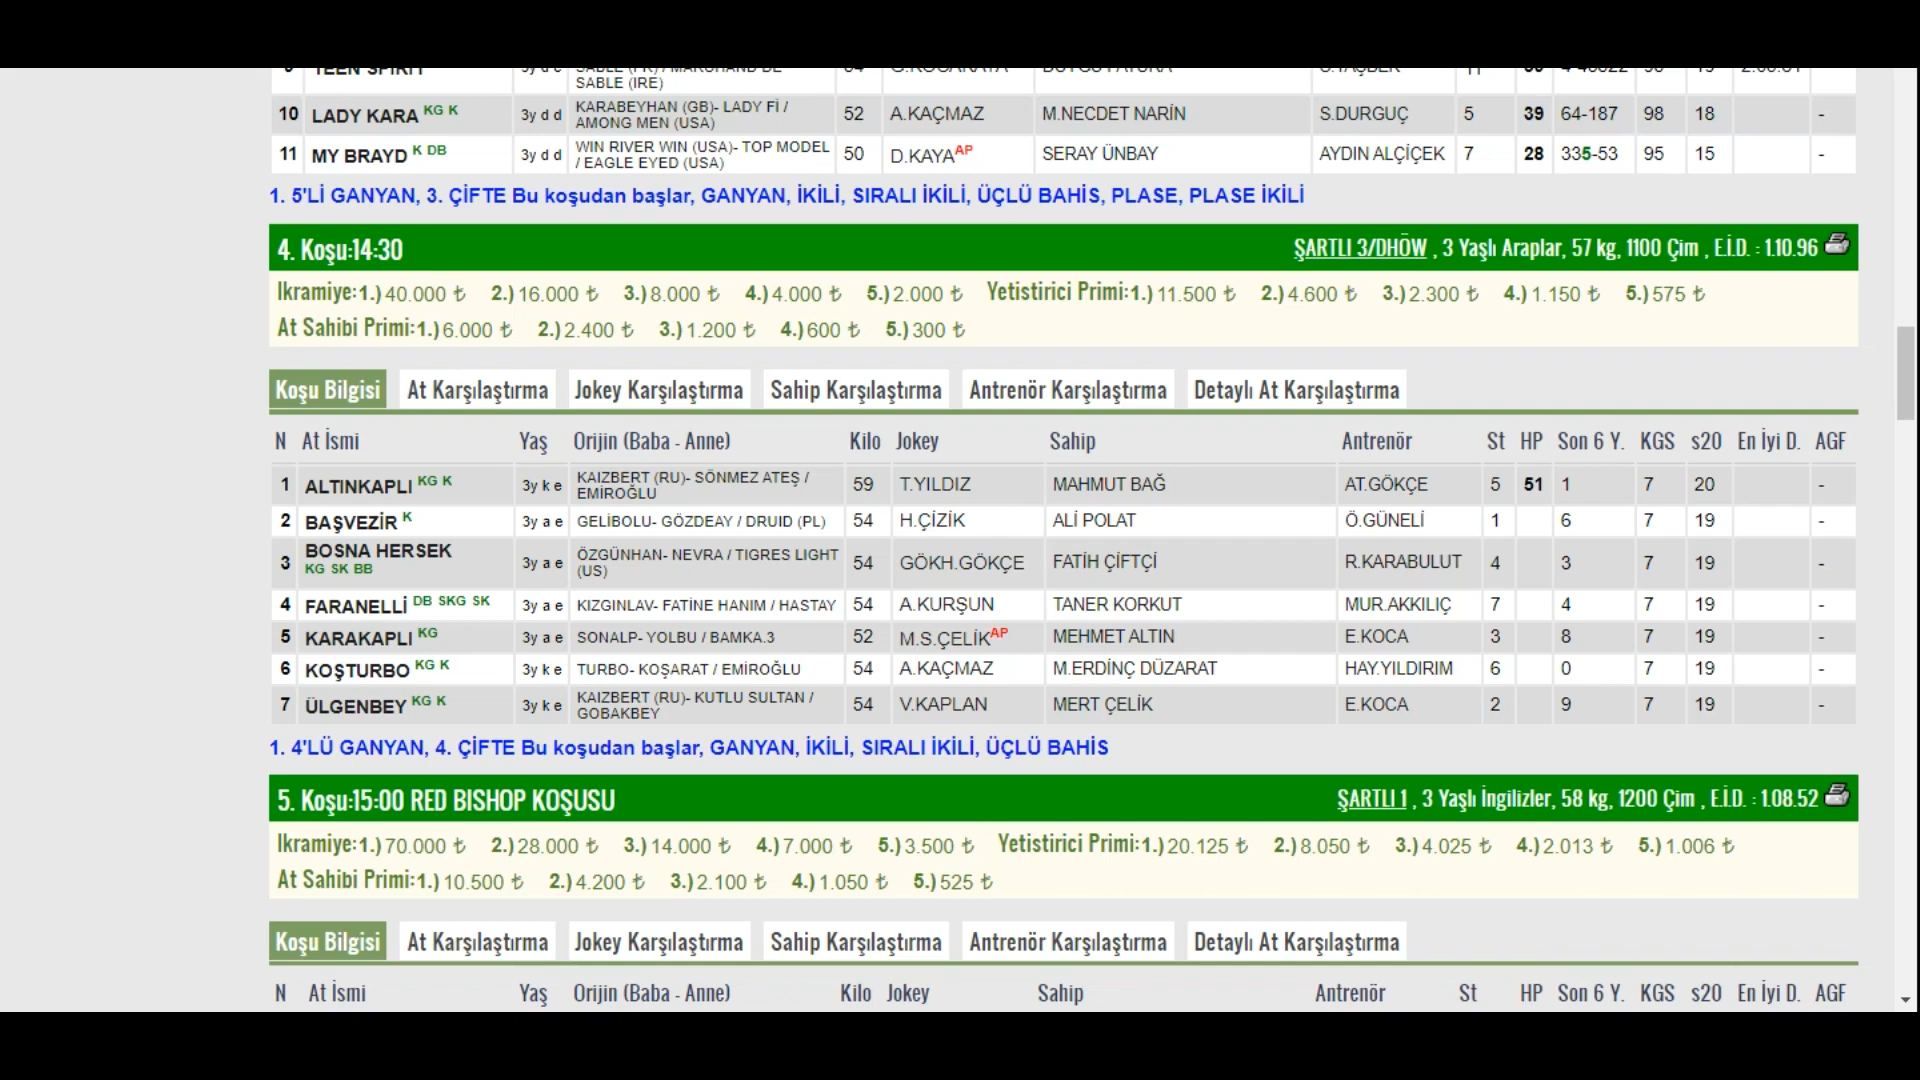 SABLE (IRE)
10 LADY KARA KG K 3y d d KARABEYHAN (GB)- LADY Fİ / AMONG MEN (USA) 52 A.KAÇMAZ M.NECDET NARİN S.DURGUÇ 5 39 64-187 98 18 -
11 MY BRAYD K DB 3y d d WIN RIVER WIN (USA)- TOP MODEL / EAGLE EYED (USA) 50 D.KAYA AP SERAY ÜNBAY AYDIN ALÇİÇEK 7 28 335-53 95 15 -
1. 5'Lİ GANYAN, 3. ÇİFTE Bu koşudan başlar, GANYAN, İKİLİ, SIRALI İKİLİ, ÜÇLÜ BAHİS, PLASE, PLASE İKİLİ
4. Koşu:14:30 ŞARTLI 3/DHÖW , 3 Yaşlı Araplar, 57 kg, 1100 Çim , E.İ.D. : 1.10.96
Ikramiye:1.) 40.000 ₺ 2.) 16.000 ₺ 3.) 8.000 ₺ 4.) 4.000 ₺ 5.) 2.000 ₺ Yetistirici Primi:1.) 11.500 ₺ 2.) 4.600 ₺ 3.) 2.300 ₺ 4.) 1.150 ₺ 5.) 575 ₺
At Sahibi Primi:1.) 6.000 ₺ 2.) 2.400 ₺ 3.) 1.200 ₺ 4.) 600 ₺ 5.) 300 ₺
Koşu Bilgisi At Karşılaştırma Jokey Karşılaştırma Sahip Karşılaştırma Antrenör Karşılaştırma Detaylı At Karşılaştırma
N At İsmi Yaş Orijin (Baba - Anne) Kilo Jokey Sahip Antrenör St HP Son 6 Y. KGS s20 En İyi D. AGF
1 ALTINKAPLI KG K 3y k e KAIZBERT (RU)- SÖNMEZ ATEŞ / EMİROĞLU 59 T.YILDIZ MAHMUT BAĞ AT.GÖKÇE 5 51 1 7 20 -
2 BAŞVEZİR K 3y a e GELİBOLU- GÖZDEAY / DRUID (PL) 54 H.ÇİZİK ALİ POLAT Ö.GÜNELİ 1 6 7 19 -
3 BOSNA HERSEK KG SK BB 3y a e ÖZGÜNHAN- NEVRA / TIGRES LIGHT (US) 54 GÖKH.GÖKÇE FATİH ÇİFTÇİ R.KARABULUT 4 3 7 19 -
4 FARANELLİ DB SKG SK 3y a e KIZGINLAV- FATİNE HANIM / HASTAY 54 A.KURŞUN TANER KORKUT MUR.AKKILIÇ 7 4 7 19 -
5 KARAKAPLI KG 3y a e SONALP- YOLBU / BAMKA.3 52 M.S.ÇELİK AP MEHMET ALTIN E.KOCA 3 8 7 19 -
6 KOŞTURBO KG K 3y k e TURBO- KOŞARAT / EMİROĞLU 54 A.KAÇMAZ M.ERDİNÇ DÜZARAT HAY.YILDIRIM 6 0 7 19 -
7 ÜLGENBEY KG K 3y k e KAIZBERT (RU)- KUTLU SULTAN / GOBAKBEY 54 V.KAPLAN MERT ÇELİK E.KOCA 2 9 7 19 -
1. 4'LÜ GANYAN, 4. ÇİFTE Bu koşudan başlar, GANYAN, İKİLİ, SIRALI İKİLİ, ÜÇLÜ BAHİS
5. Koşu:15:00 RED BISHOP KOŞUSU ŞARTLI 1 , 3 Yaşlı İngilizler, 58 kg, 1200 Çim , E.İ.D. : 1.08.52
Ikramiye:1.) 70.000 ₺ 2.) 28.000 ₺ 3.) 14.000 ₺ 4.) 7.000 ₺ 5.) 3.500 ₺ Yetistirici Primi:1.) 20.125 ₺ 2.) 8.050 ₺ 3.) 4.025 ₺ 4.) 2.013 ₺ 5.) 1.006 ₺
At Sahibi Primi:1.) 10.500 ₺ 2.) 4.200 ₺ 3.) 2.100 ₺ 4.) 1.050 ₺ 5.) 525 ₺
Koşu Bilgisi At Karşılaştırma Jokey Karşılaştırma Sahip Karşılaştırma Antrenör Karşılaştırma Detaylı At Karşılaştırma
N At İsmi Yaş Orijin (Baba - Anne) Kilo Jokey Sahip Antrenör St HP Son 6 Y. KGS s20 En İyi D. AGF